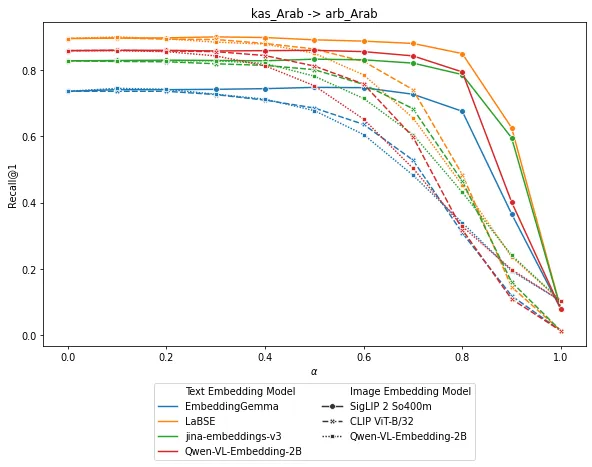 kas_Arab -> arb_Arab
Recall@1
0.8
0.6
0.4
0.2
0.0
0.0 0.2 0.4 0.6 0.8 1.0
α
Text Embedding Model
EmbeddingGemma
LaBSE
jina-embeddings-v3
Qwen-VL-Embedding-2B
Image Embedding Model
SigLIP 2 So400m
CLIP ViT-B/32
Qwen-VL-Embedding-2B